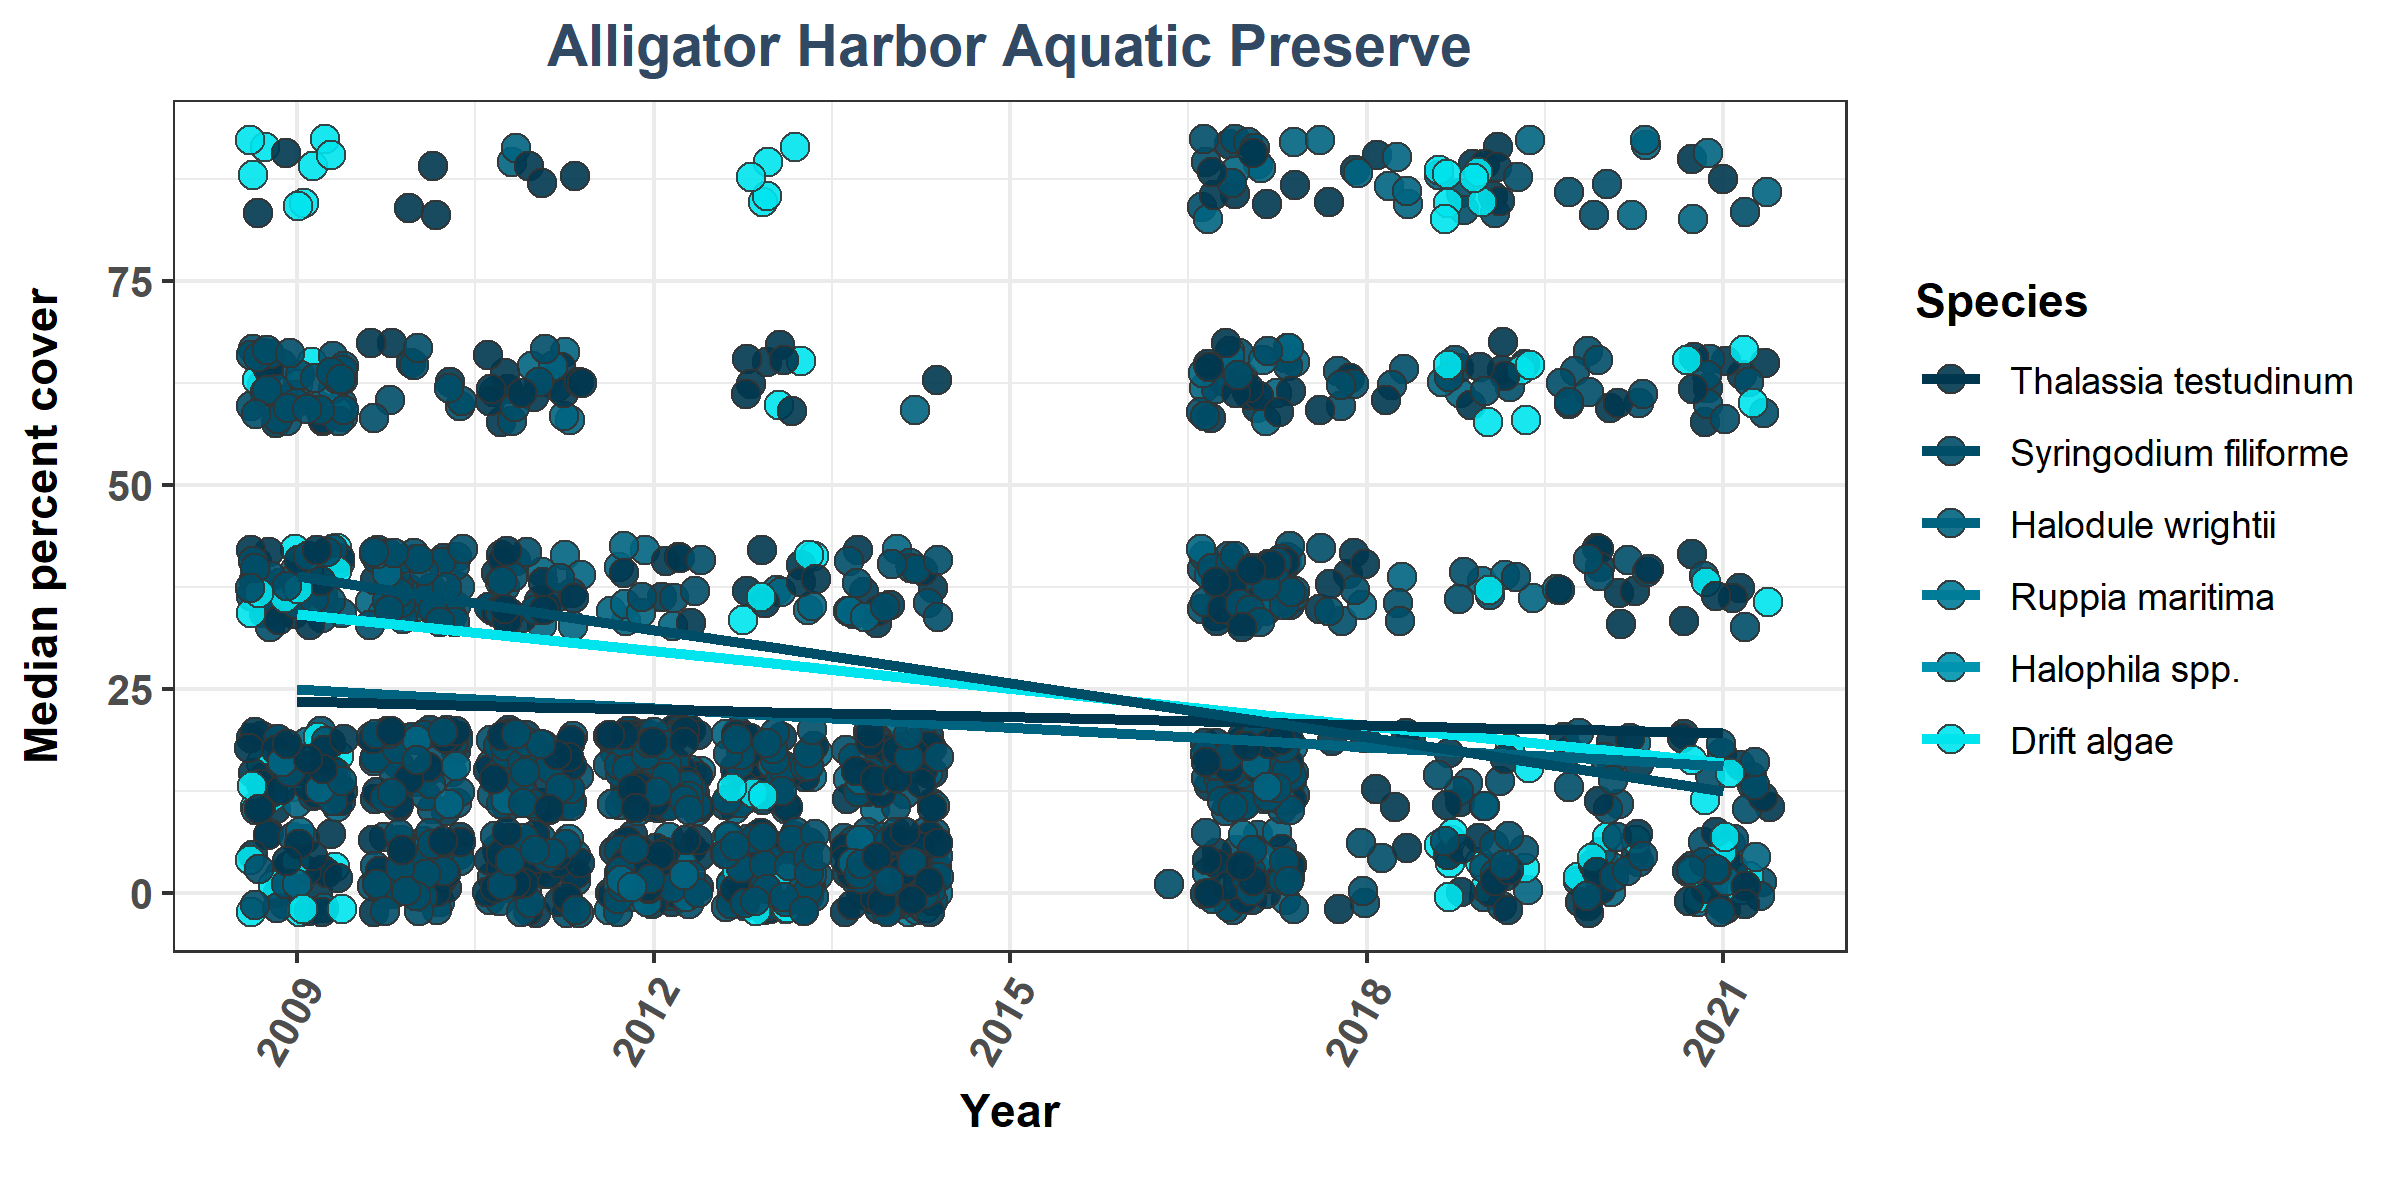 Alligator Harbor Aquatic Preserve
Median percent cover
75
50
25
0
2009
2012
2015
2018
2021
Year
Species
Thalassia testudinum
Syringodium filiforme
Halodule wrightii
Ruppia maritima
Halophila spp.
Drift algae